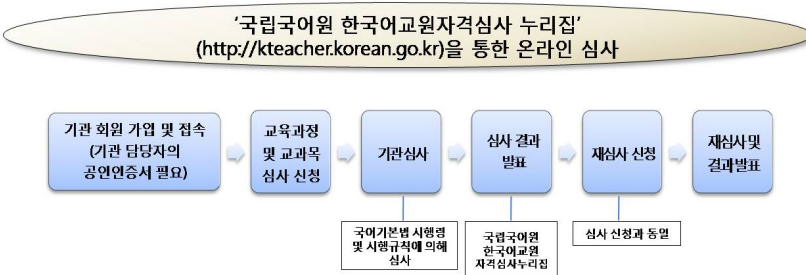 ‘국립국어원 한국어교원자격심사 누리집’
(http://kteacher.korean.go.kr)을 통한 온라인 심사
기관 회원 가입 및 접속
(기관 담당자의
공인인증서 필요)
교육과정
및 교과목
심사 신청
기관심사
심사 결과
발표
재심사 신청
재심사 및
결과발표
국어기본법 시행령
및 시행규칙에 의해
심사
국립국어원
한국어교원
자격심사누리집
심사 신청과 동일